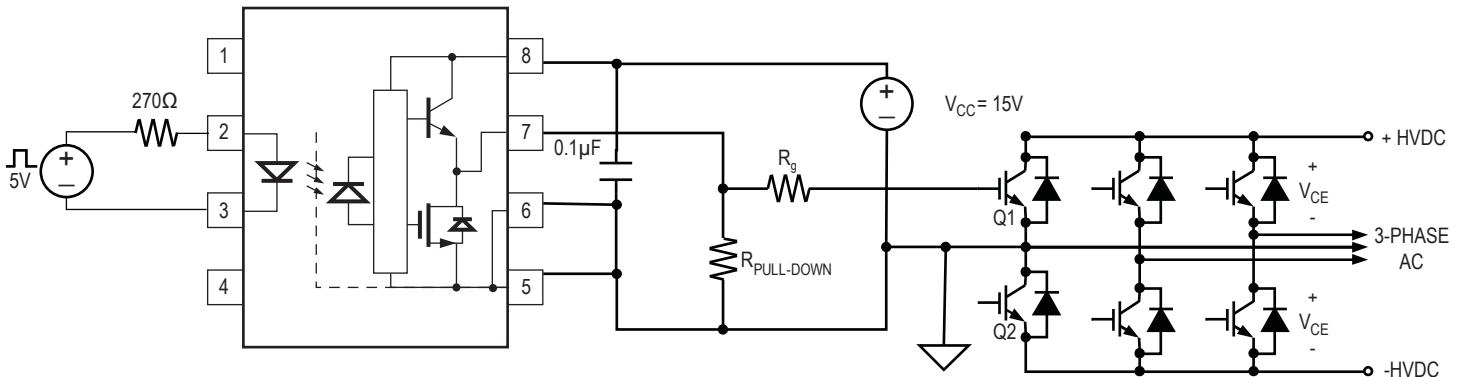 1
2
3
4
8
7
6
5
270Ω
+
—
5V
0.1µF
R_g
R_PULL-DOWN
+
—
V_CC = 15V
+ HVDC
Q1
Q2
+
V_CE
-
3-PHASE
AC
+
V_CE
-
-HVDC